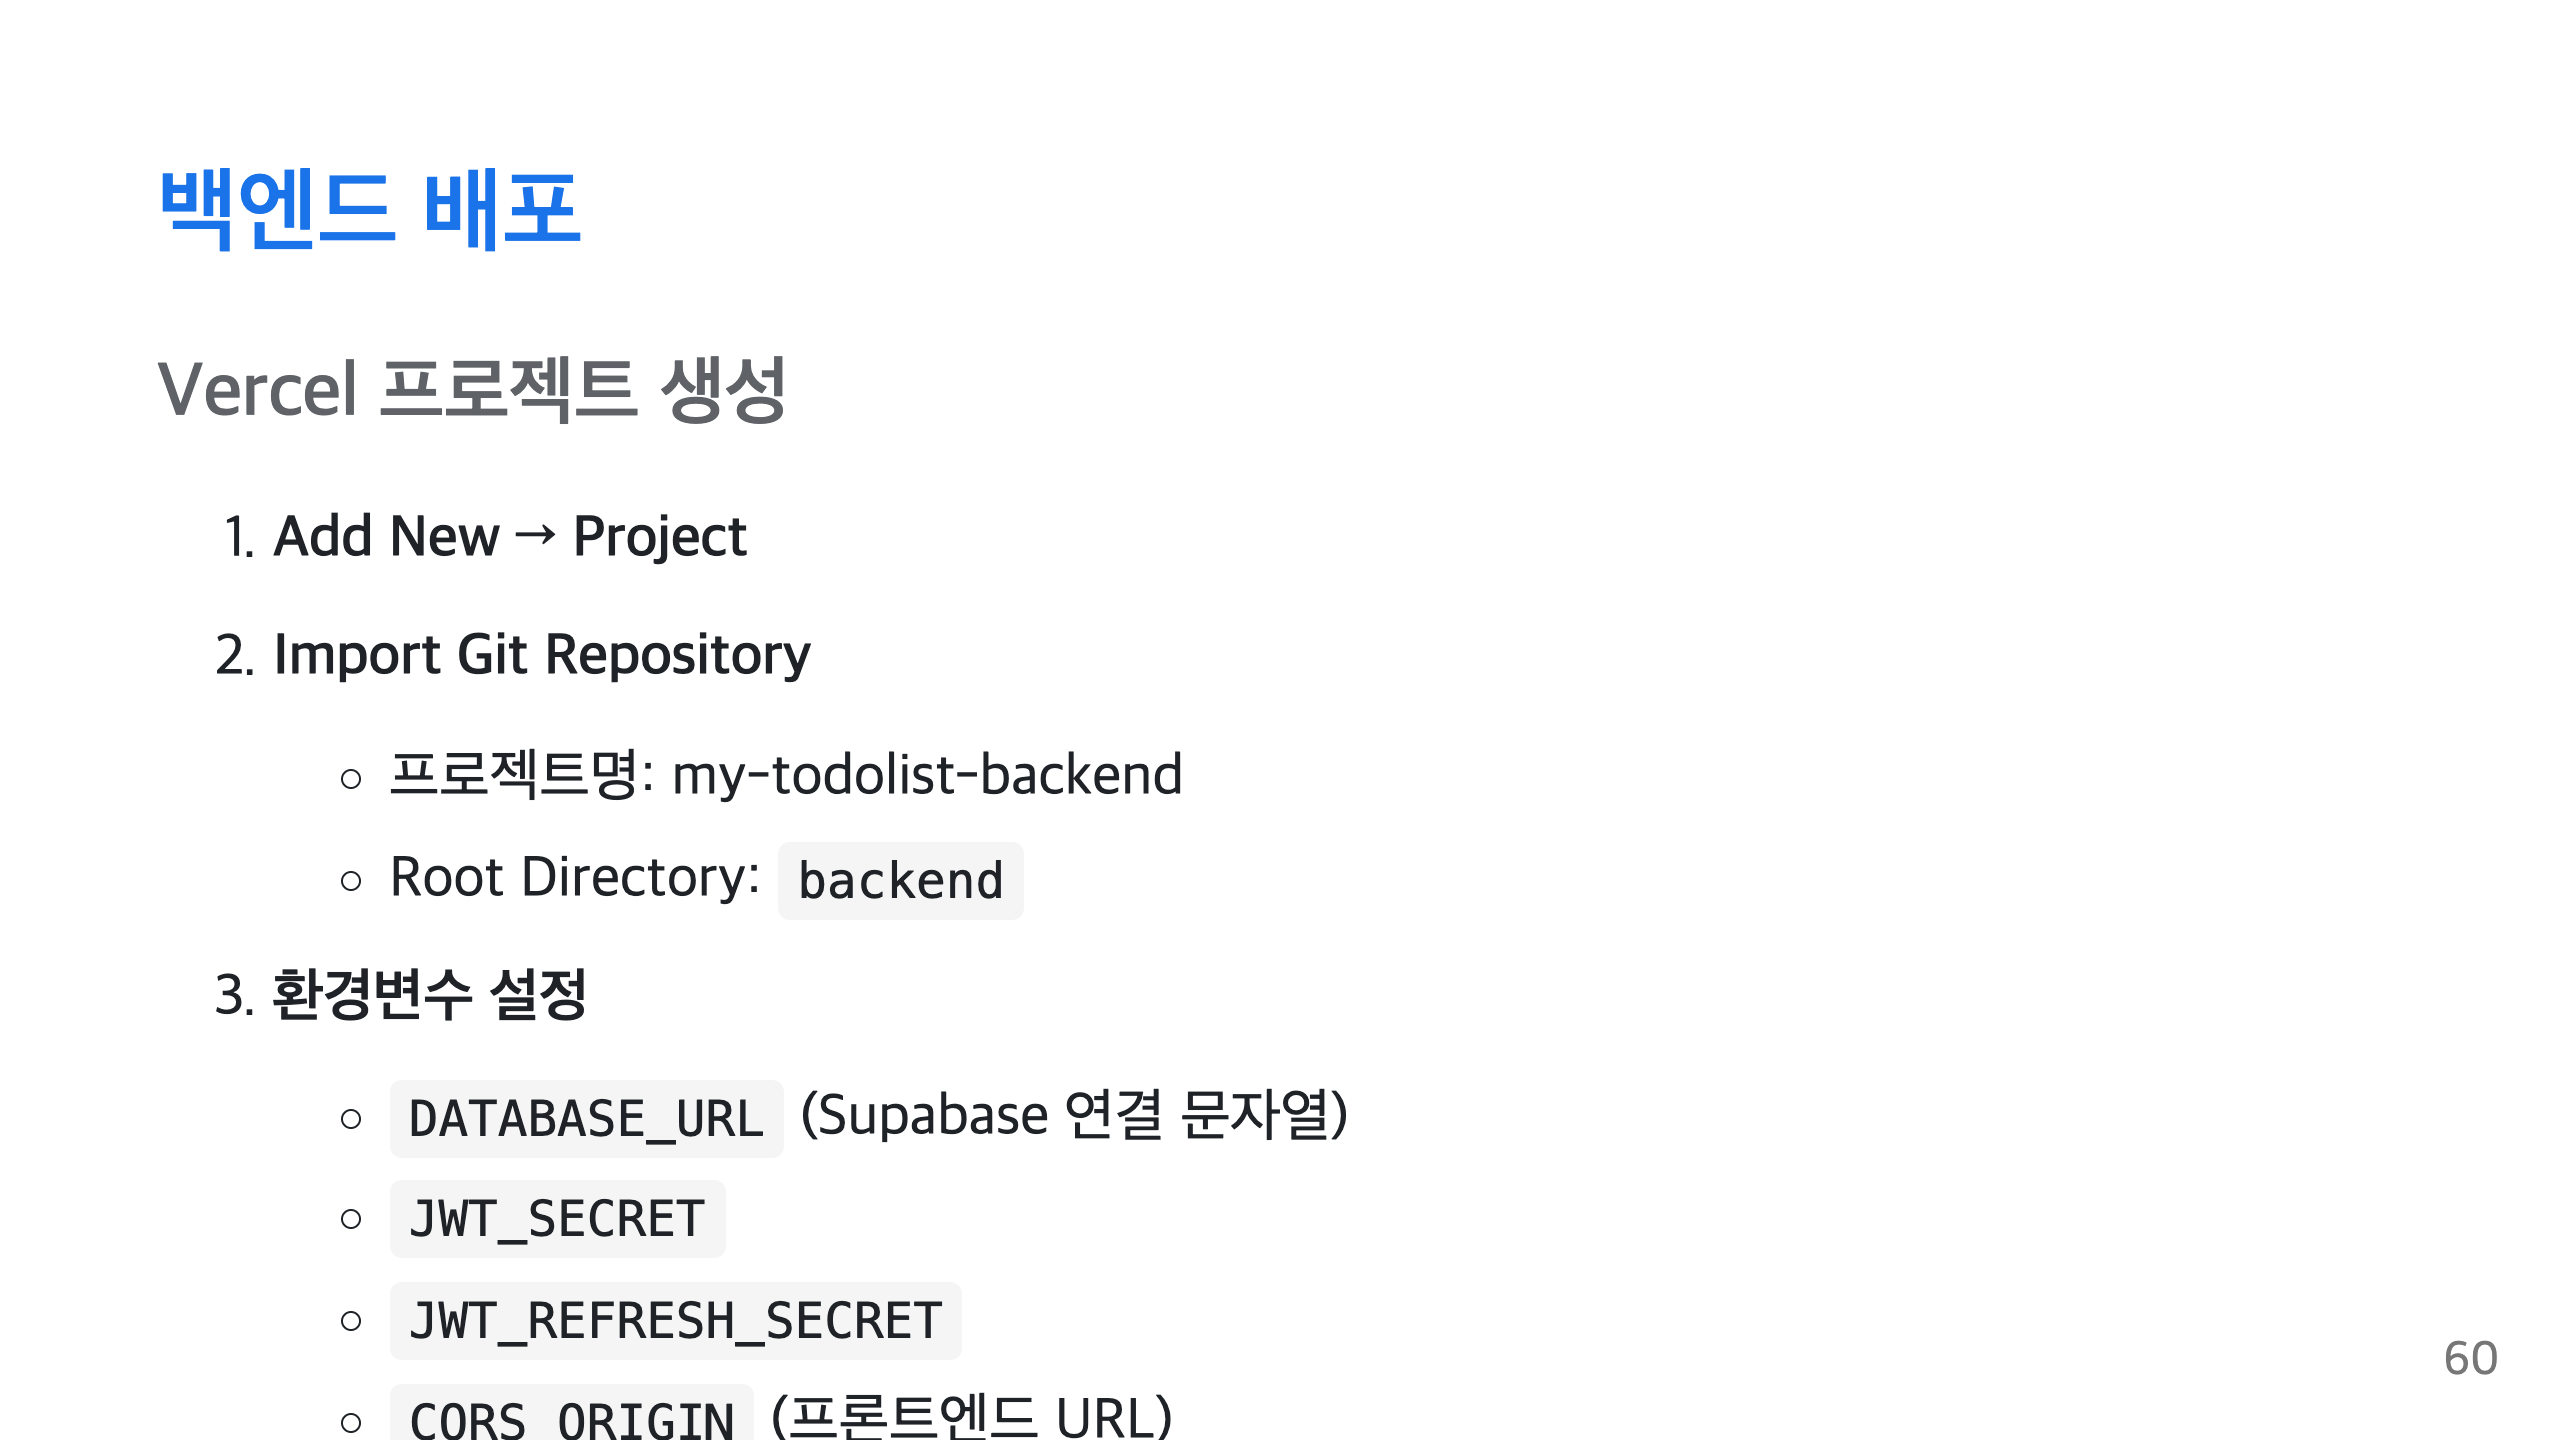 백엔드 배포
Vercel 프로젝트 생성
1. Add New → Project
2. Import Git Repository
○ 프로젝트명: my-todolist-backend
○ Root Directory: backend
3. 환경변수 설정
○ DATABASE_URL (Supabase 연결 문자열)
○ JWT_SECRET
○ JWT_REFRESH_SECRET
○ CORS_ORIGIN (프론트엔드 URL)
60